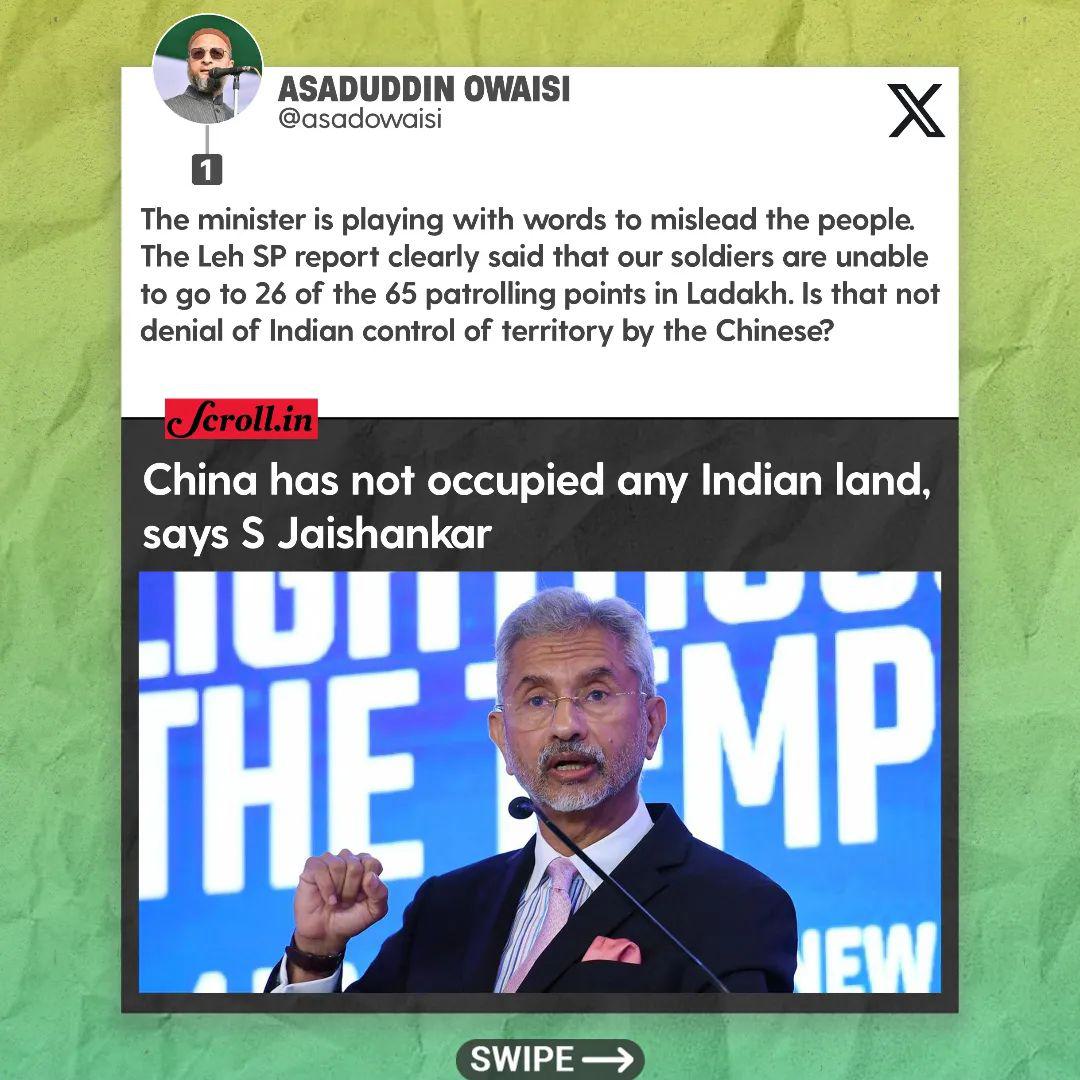 ASADUDDIN OWAISI
@asadowaisi
X
1
The minister is playing with words to mislead the people.
The Leh SP report clearly said that our soldiers are unable
to go to 26 of the 65 patrolling points in Ladakh. Is that not
denial of Indian control of territory by the Chinese?
Scroll.in
China has not occupied any Indian land,
says S Jaishankar
THE
NEW
SWIPE